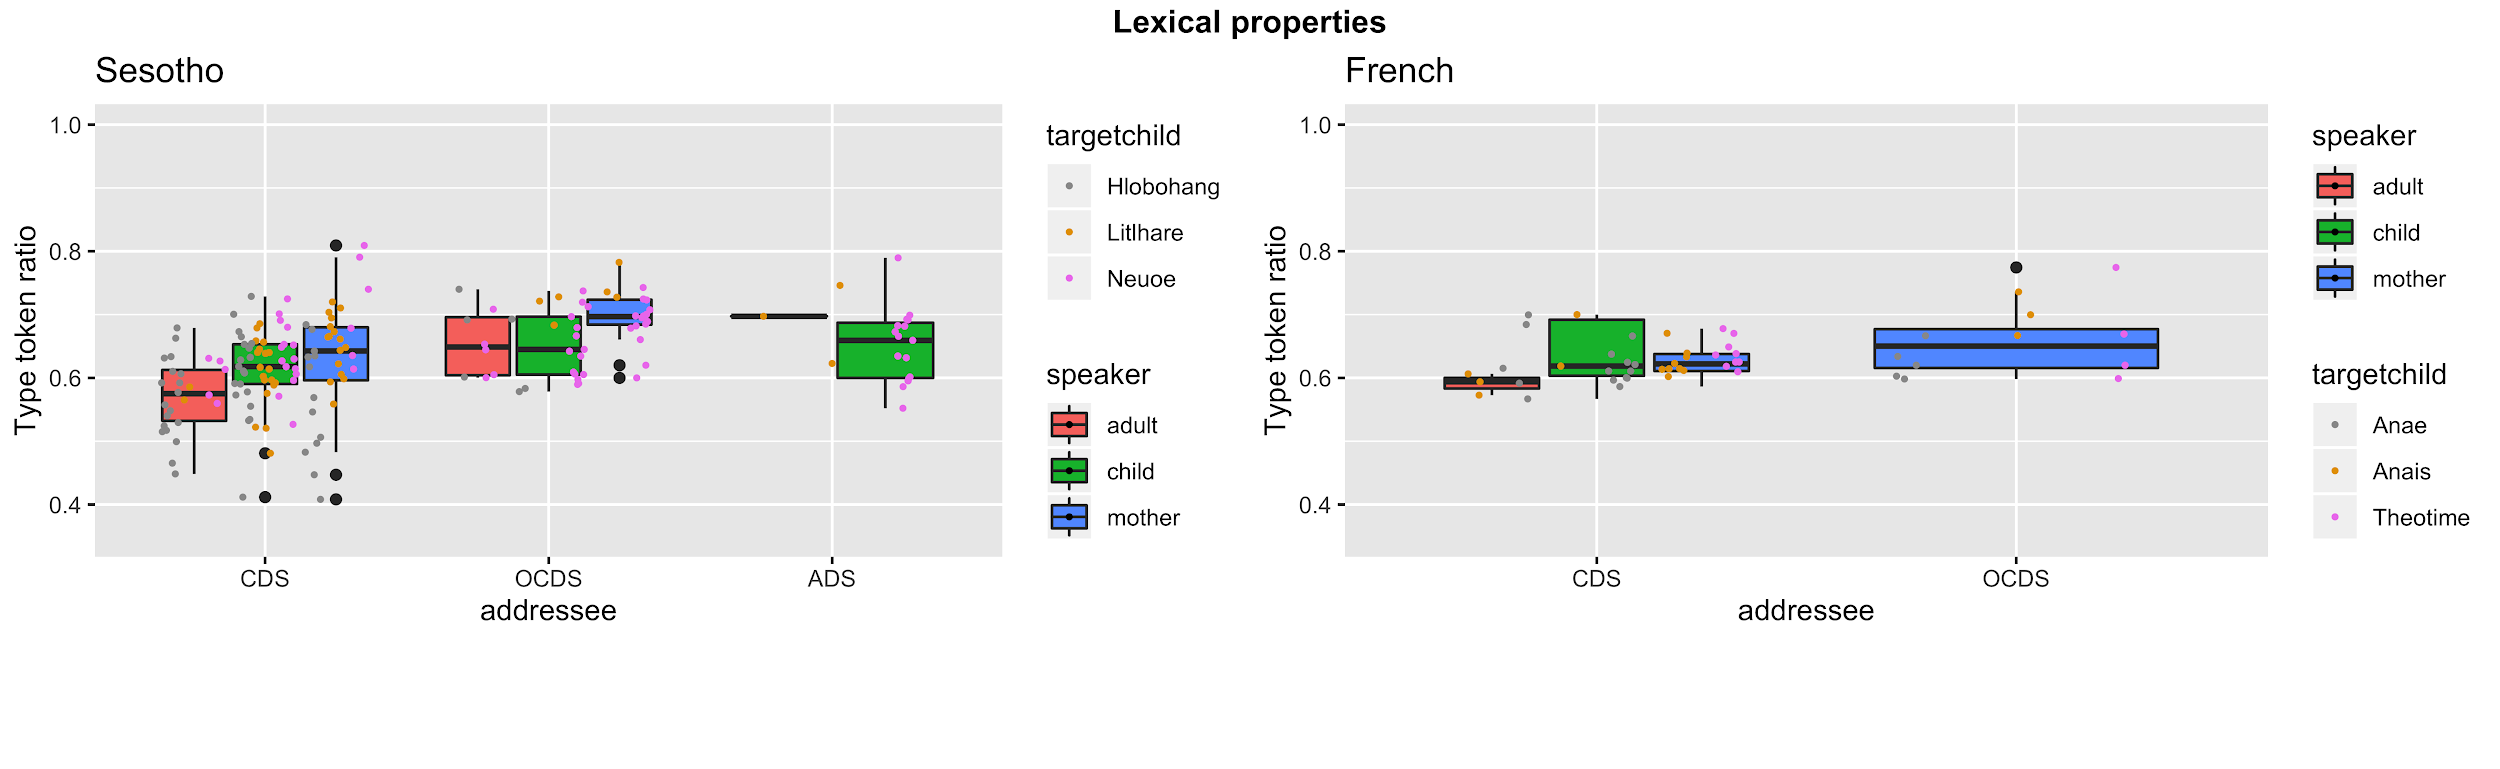 Lexical properties
Sesotho
Type token ratio
1.0
0.8
0.6
0.4
CDS
OCDS
ADS
addressee
targetchild
Hlobohang
Litlhare
Neuoe
speaker
adult
child
mother
French
Type token ratio
1.0
0.8
0.6
0.4
CDS
OCDS
addressee
speaker
adult
child
mother
targetchild
Anae
Anais
Theotime